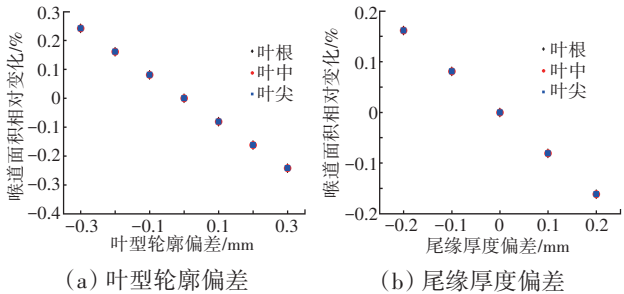 喉道面积相对变化/%
0.3
0.2
0.1
0
-0.1
-0.2
-0.3
-0.4
叶根
叶中
叶尖
-0.3
-0.1
0.1
0.3
叶型轮廓偏差/mm
(a) 叶型轮廓偏差
喉道面积相对变化/%
0.2
0.1
0
-0.1
-0.2
叶根
叶中
叶尖
-0.2
-0.1
0
0.1
0.2
尾缘厚度偏差/mm
(b) 尾缘厚度偏差